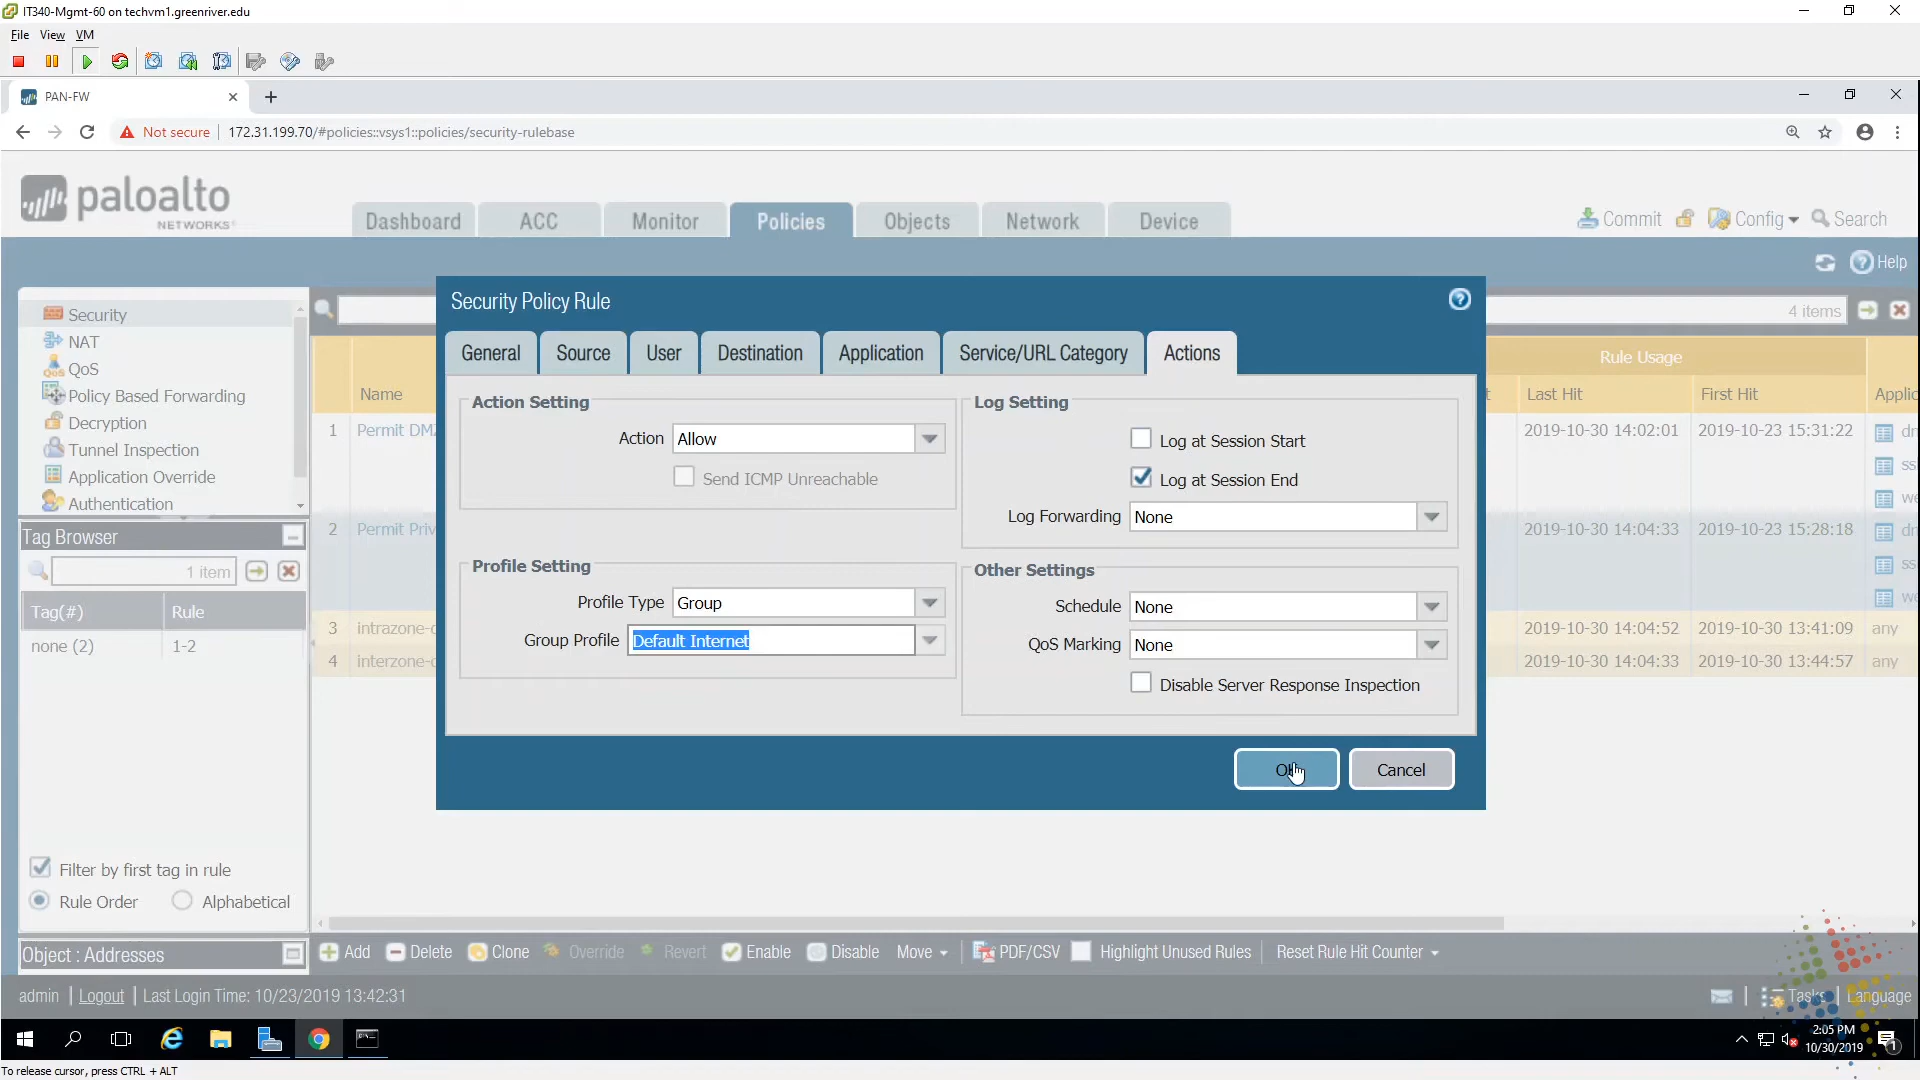 IT340-Mgmt-60 on techvm1.greenriver.edu
File View VM
PAN-FW
Not secure 172.31.199.70/#policies::vsys1::policies/security-rulebase
paloalto
NETWORKS
Dashboard ACC Monitor Policies Objects Network Device
Commit Config Search
Help
Security
NAT
QoS
Policy Based Forwarding
Decryption
Tunnel Inspection
Application Override
Authentication
Tag Browser
1 item
Tag(#) Rule
none (2) 1-2
Filter by first tag in rule
Rule Order Alphabetical
Object : Addresses
4 items
Rule Usage
Name Last Hit First Hit Applic
1 Permit DMZ 2019-10-30 14:02:01 2019-10-23 15:31:22
2 Permit Priv 2019-10-30 14:04:33 2019-10-23 15:28:18
3 intrazone-d 2019-10-30 14:04:52 2019-10-30 13:41:09 any
4 interzone-d 2019-10-30 14:04:33 2019-10-30 13:44:57 any
Security Policy Rule
General Source User Destination Application Service/URL Category Actions
Action Setting
Action Allow
Send ICMP Unreachable
Profile Setting
Profile Type Group
Group Profile Default Internet
Log Setting
Log at Session Start
Log at Session End
Log Forwarding None
Other Settings
Schedule None
QoS Marking None
Disable Server Response Inspection
OK Cancel
Add Delete Clone Override Revert Enable Disable Move PDF/CSV Highlight Unused Rules Reset Rule Hit Counter
admin | Logout | Last Login Time: 10/23/2019 13:42:31
Tasks | Language
2:05 PM
10/30/2019
1
To release cursor, press CTRL + ALT